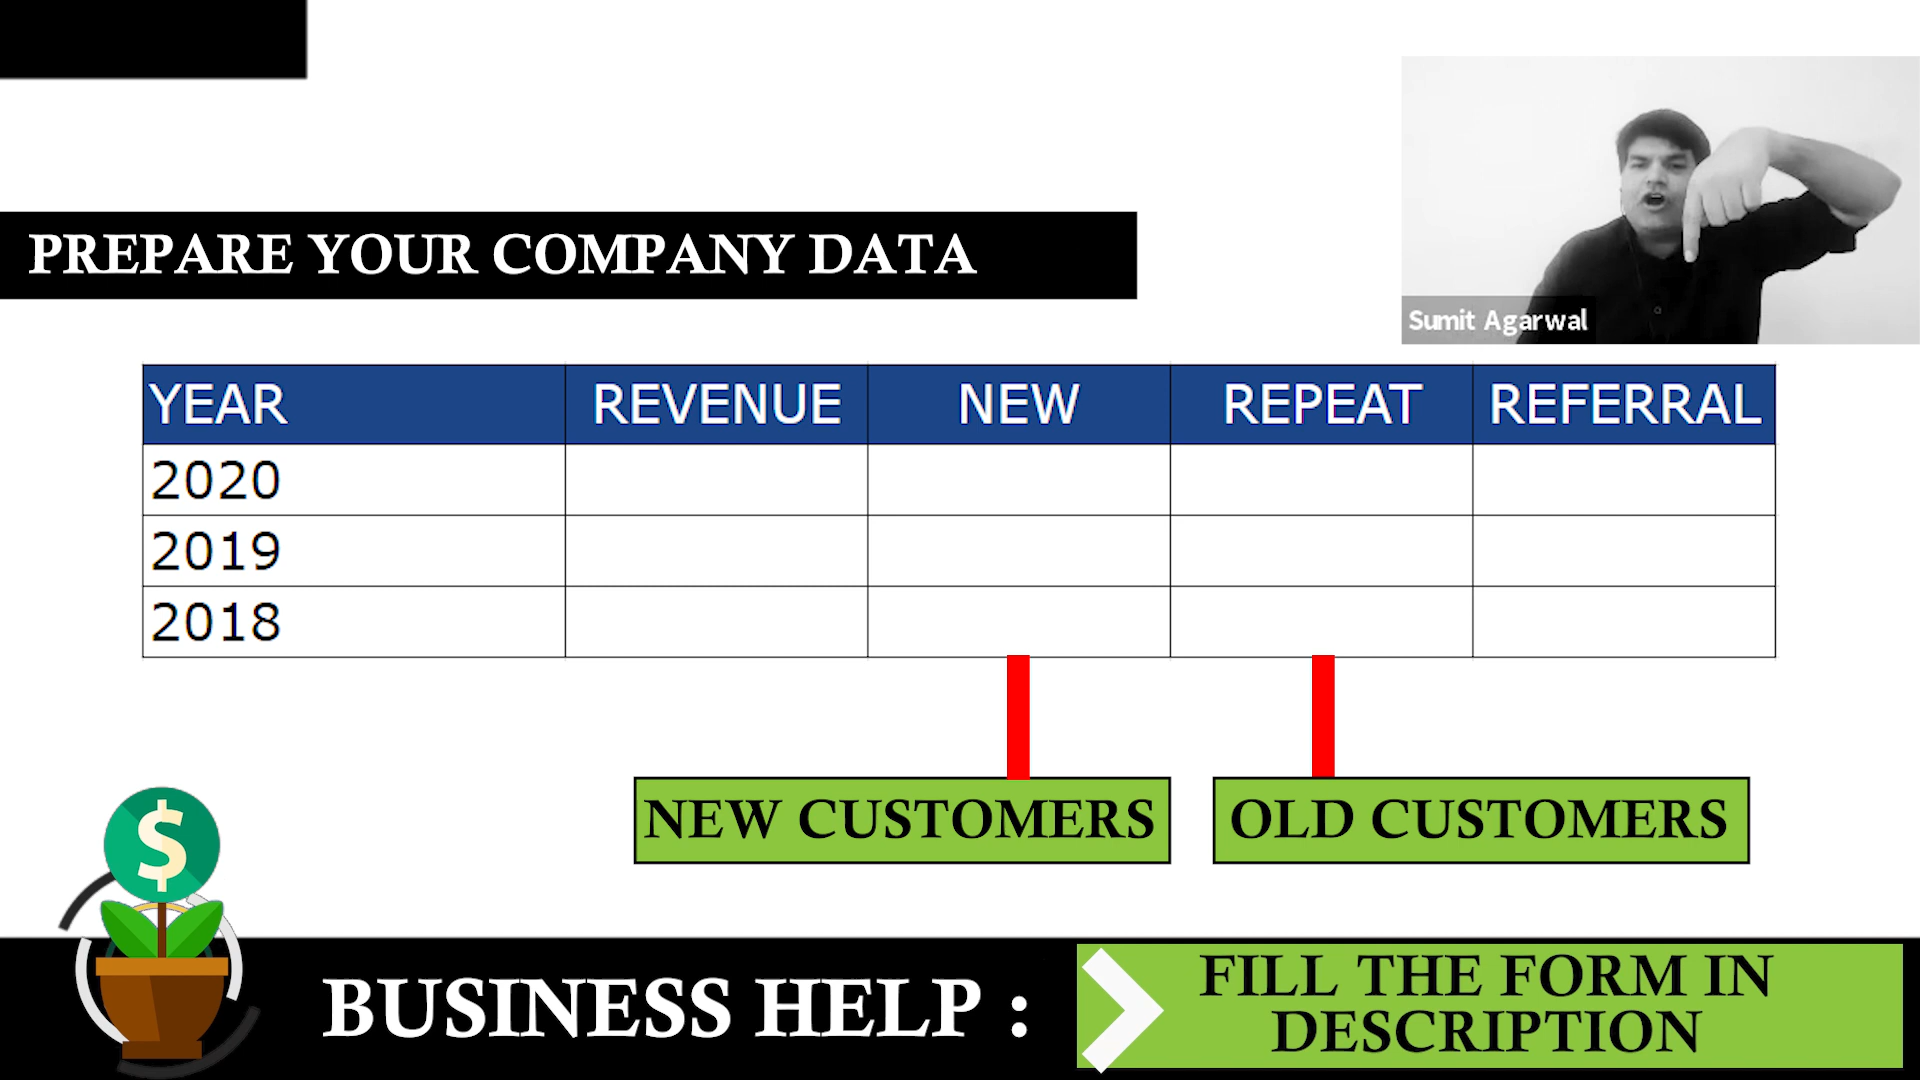 PREPARE YOUR COMPANY DATA
Sumit Agarwal
YEAR REVENUE NEW REPEAT REFERRAL
2020
2019
2018
NEW CUSTOMERS OLD CUSTOMERS
$
BUSINESS HELP :
FILL THE FORM IN
DESCRIPTION